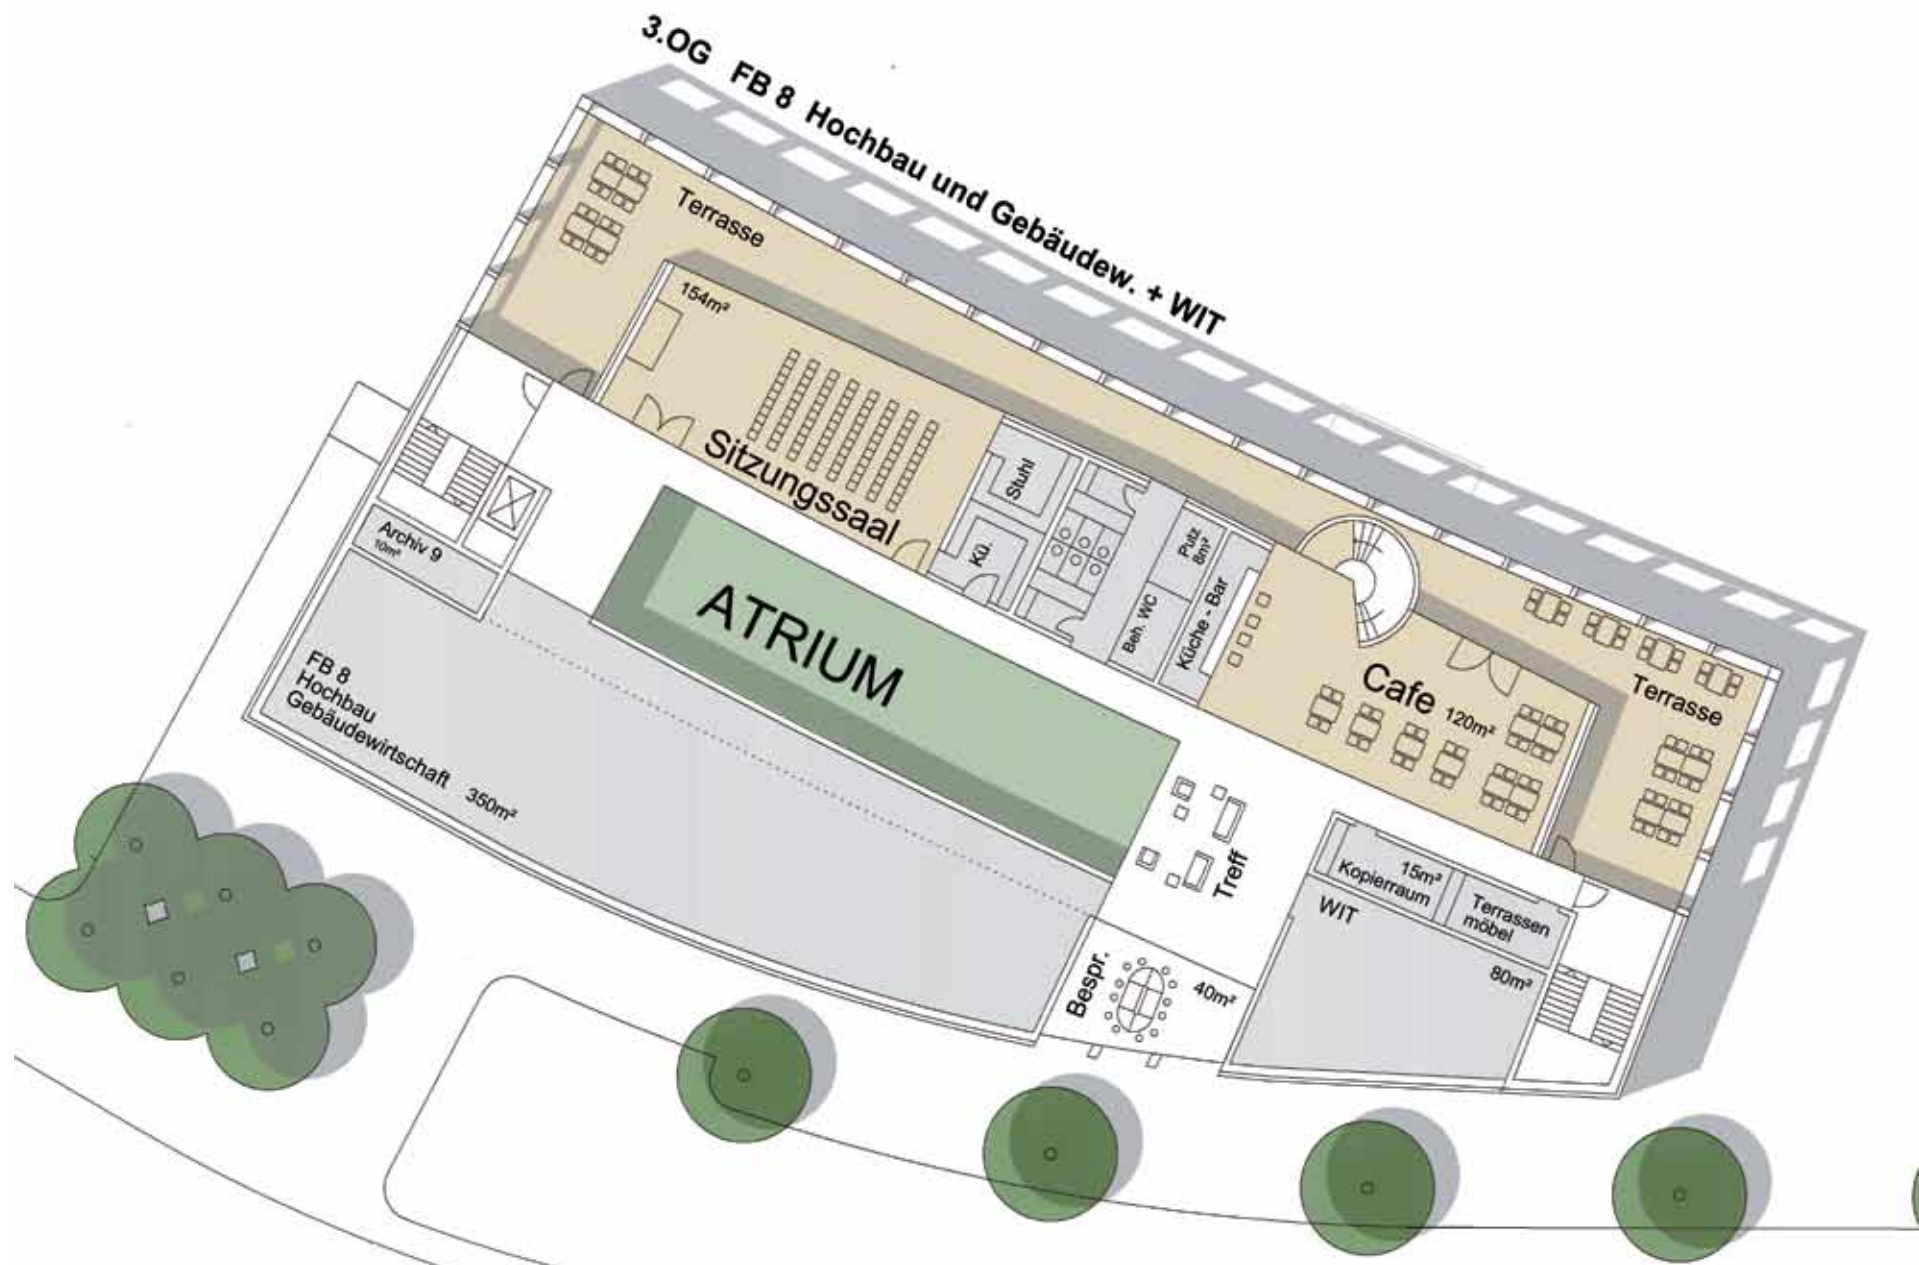 3.OG FB 8 Hochbau und Gebäudew. + WIT
Terrasse
154m²
Sitzungssaal
Stuhl
Kü.
Putz
8m²
Beh. WC
Küche - Bar
Archiv 9
10m²
ATRIUM
Cafe 120m²
Terrasse
FB 8
Hochbau
Gebäudewirtschaft 350m²
Treff
15m²
Kopierraum
Terrassen
möbel
WIT
80m²
Bespr.
40m²